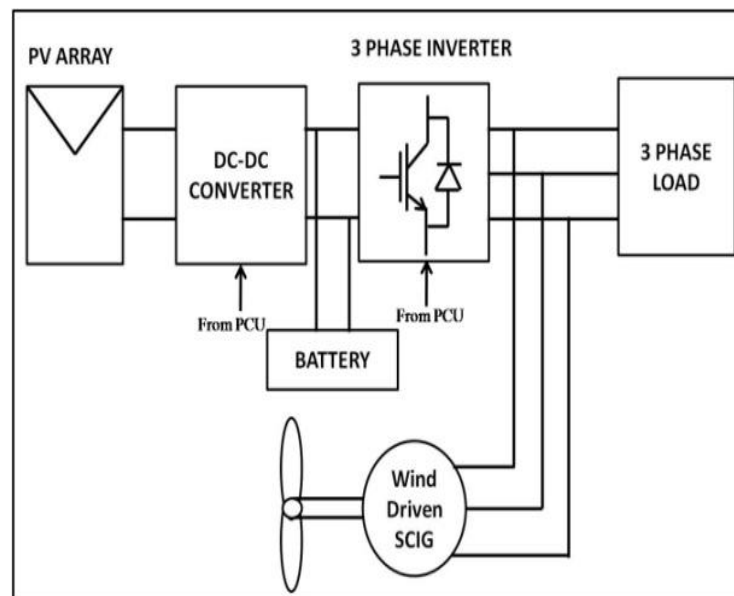 PV ARRAY
3 PHASE INVERTER
DC-DC
CONVERTER
3 PHASE
LOAD
From PCU
From PCU
BATTERY
Wind
Driven
SCIG